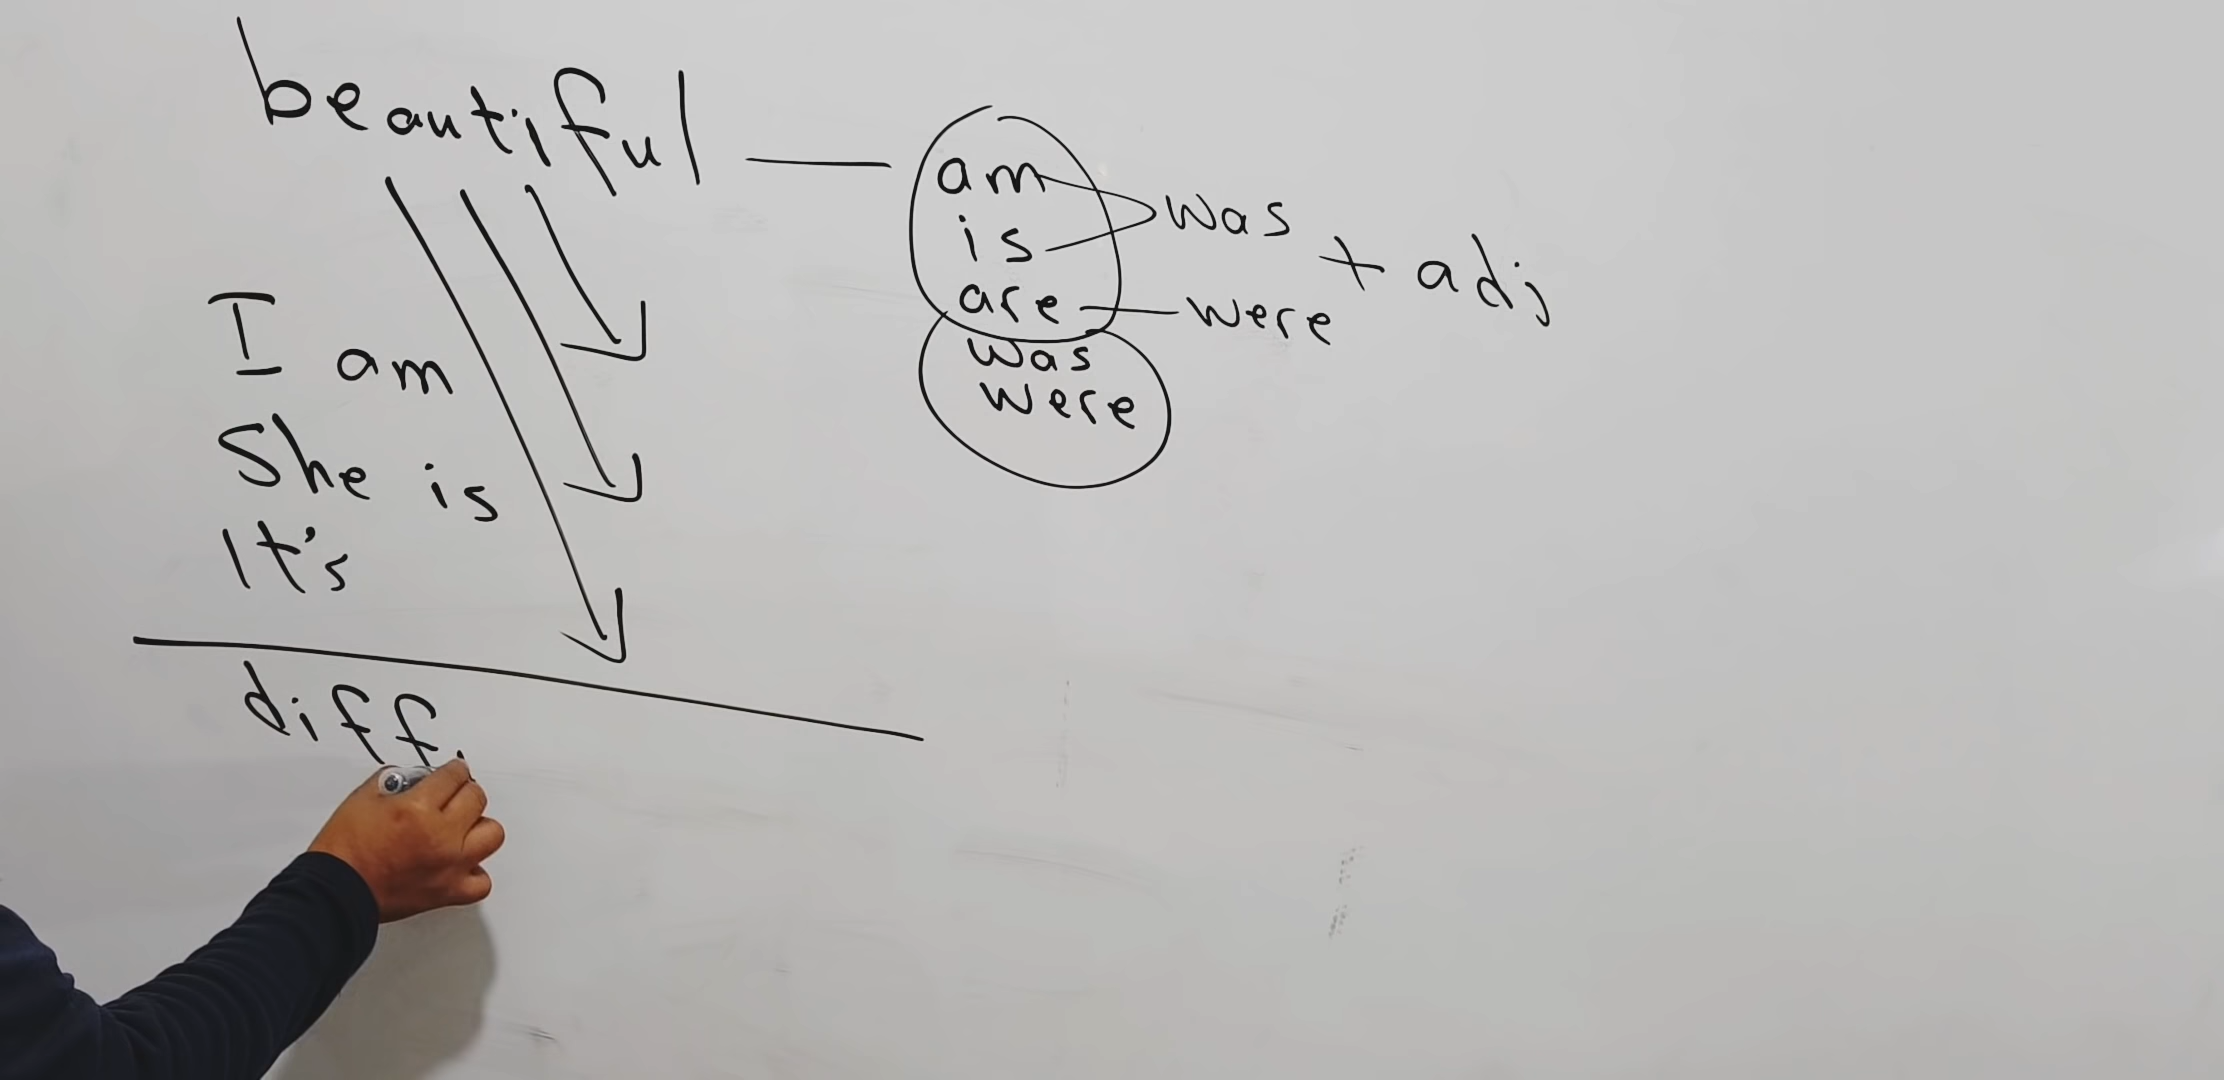 beautiful
am
is
are
was
were
was
were
+ adj
I am
She is
It's
diff